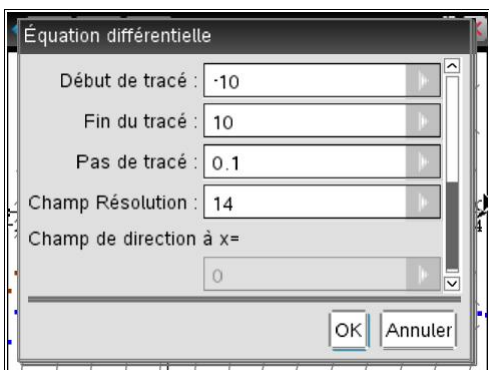 Équation différentielle
Début de tracé : -10
Fin du tracé : 10
Pas de tracé : 0.1
Champ Résolution : 14
Champ de direction à x=
0
OK Annuler